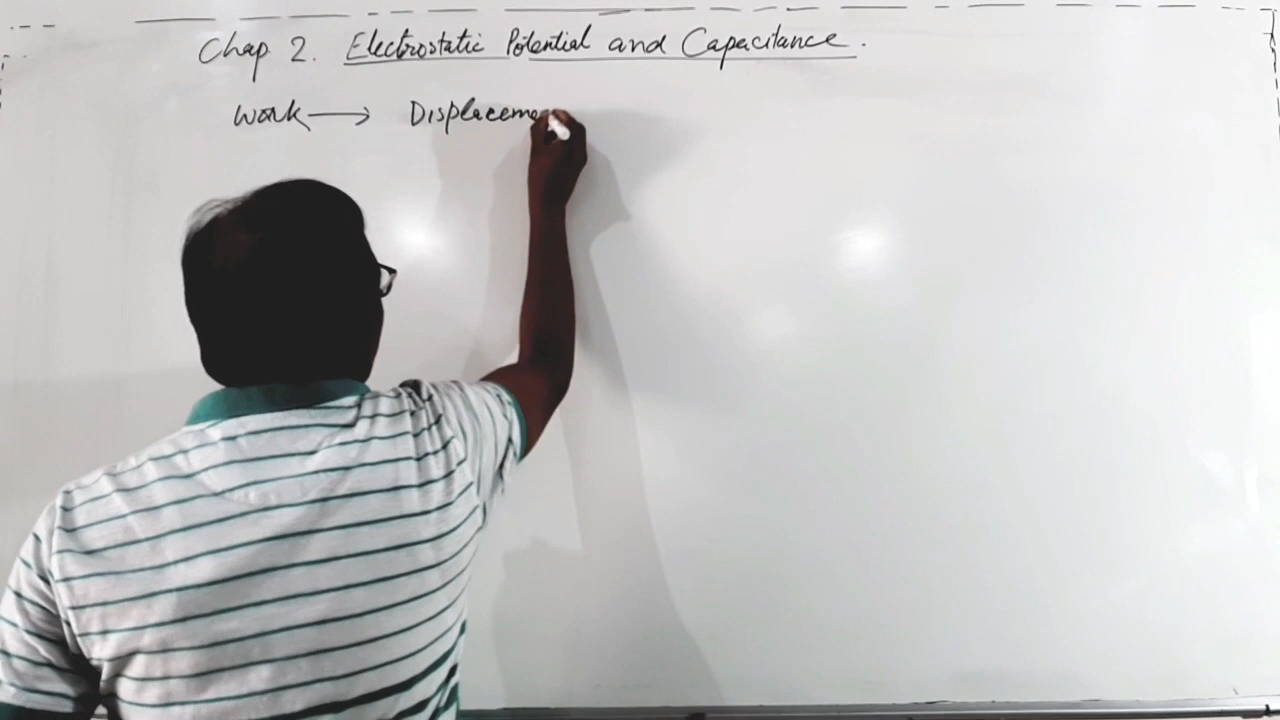 Chap 2. Electrostatic Potential and Capacitance.
Work → Displaceme